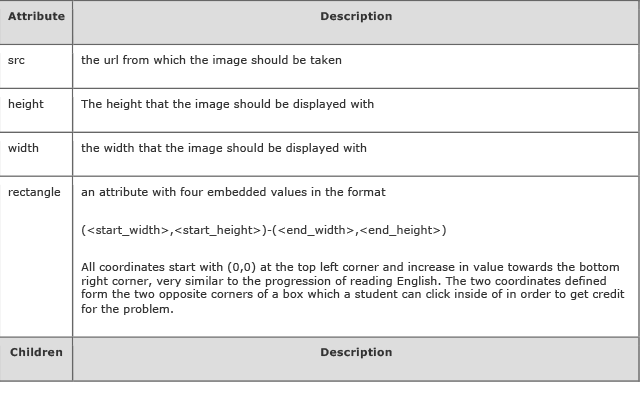 Attribute Description
src the url from which the image should be taken
height The height that the image should be displayed with
width the width that the image should be displayed with
rectangle an attribute with four embedded values in the format
(<start_width>,<start_height>)-(<end_width>,<end_height>)
All coordinates start with (0,0) at the top left corner and increase in value towards the bottom
right corner, very similar to the progression of reading English. The two coordinates defined
form the two opposite corners of a box which a student can click inside of in order to get credit
for the problem.
Children Description